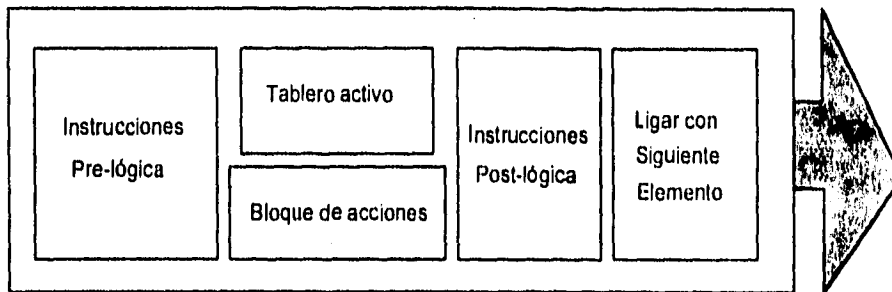 Instrucciones
Pre-lógica
Tablero activo
Bloque de acciones
Instrucciones
Post-lógica
Ligar con
Siguiente
Elemento